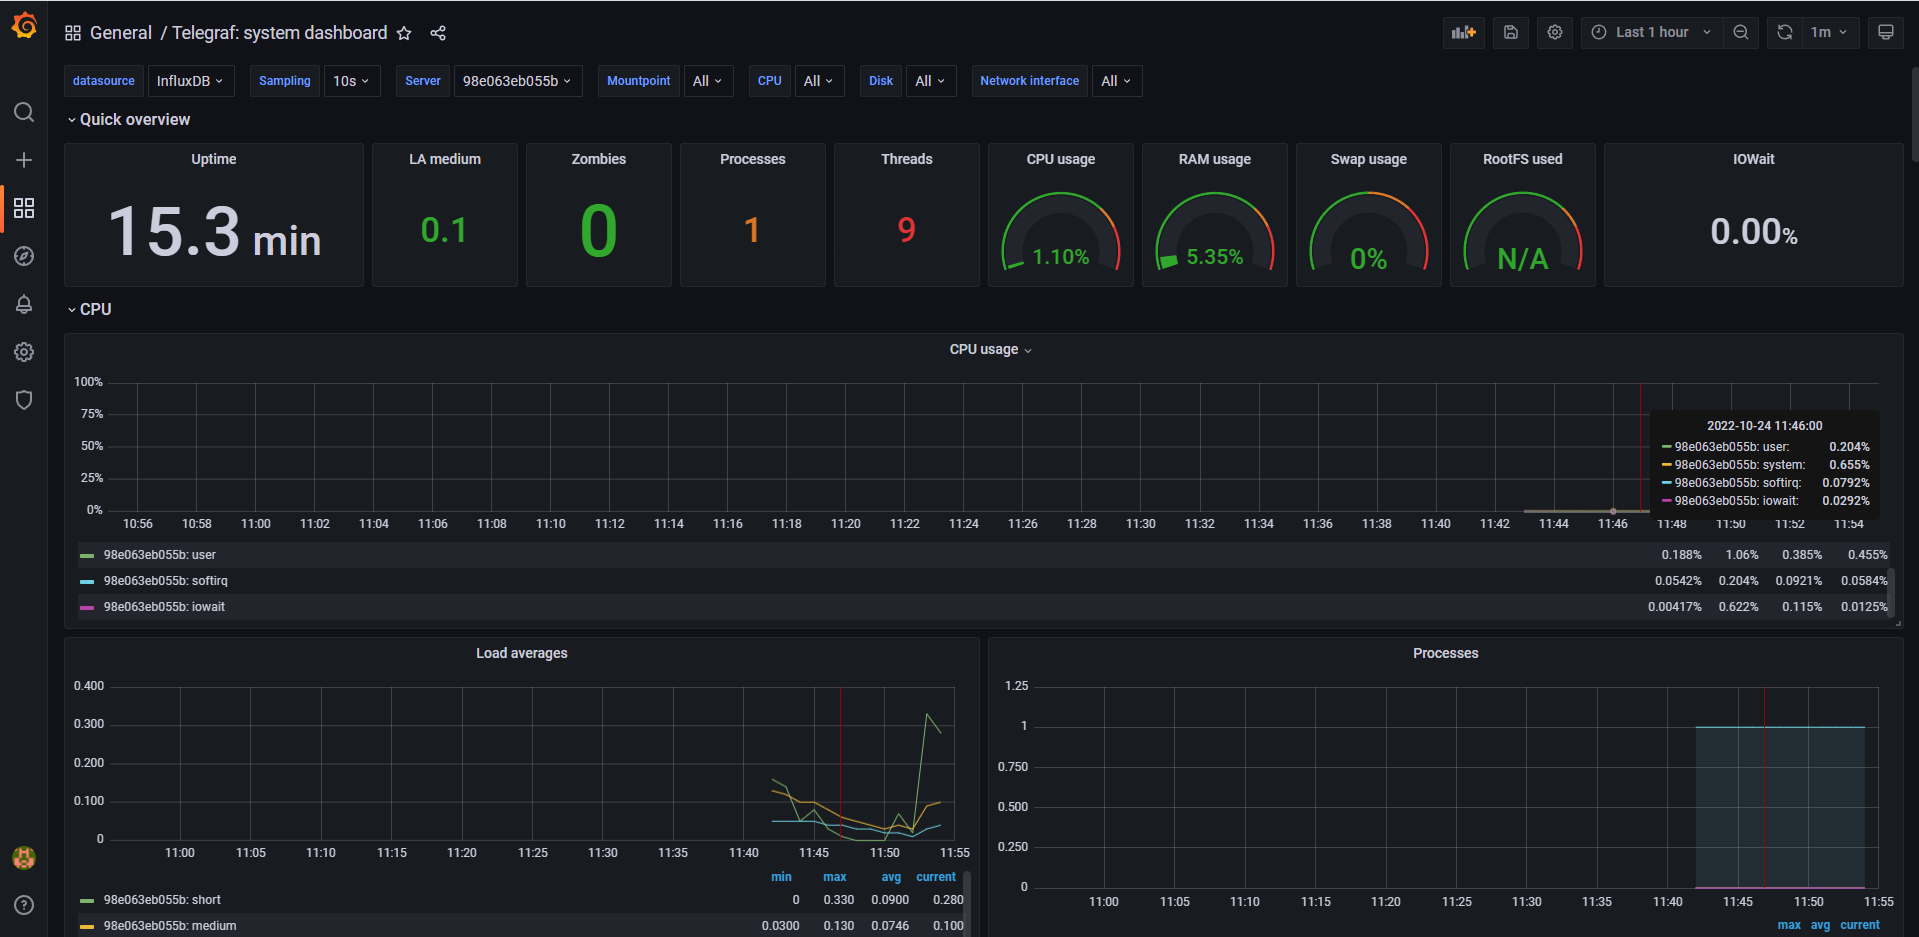 General / Telegraf: system dashboard
Last 1 hour
1m
datasource InfluxDB Sampling 10s Server 98e063eb055b Mountpoint All CPU All Disk All Network interface All
Quick overview
Uptime
15.3 min
LA medium
0.1
Zombies
0
Processes
1
Threads
9
CPU usage
1.10%
RAM usage
5.35%
Swap usage
0%
RootFS used
N/A
IOWait
0.00%
CPU
CPU usage
100%
75%
50%
25%
0%
10:56 10:58 11:00 11:02 11:04 11:06 11:08 11:10 11:12 11:14 11:16 11:18 11:20 11:22 11:24 11:26 11:28 11:30 11:32 11:34 11:36 11:38 11:40 11:42 11:44 11:46 11:48 11:50 11:52 11:54
2022-10-24 11:46:00
98e063eb055b: user: 0.204%
98e063eb055b: system: 0.655%
98e063eb055b: softirq: 0.0792%
98e063eb055b: iowait: 0.0292%
98e063eb055b: user 0.188% 1.06% 0.385% 0.455%
98e063eb055b: softirq 0.0542% 0.204% 0.0921% 0.0584%
98e063eb055b: iowait 0.00417% 0.622% 0.115% 0.0125%
Load averages
0.400
0.300
0.200
0.100
0
11:00 11:05 11:10 11:15 11:20 11:25 11:30 11:35 11:40 11:45 11:50 11:55
min max avg current
98e063eb055b: short 0 0.330 0.0900 0.280
98e063eb055b: medium 0.0300 0.130 0.0746 0.100
Processes
1.25
1
0.750
0.500
0.250
0
11:00 11:05 11:10 11:15 11:20 11:25 11:30 11:35 11:40 11:45 11:50 11:55
max avg current